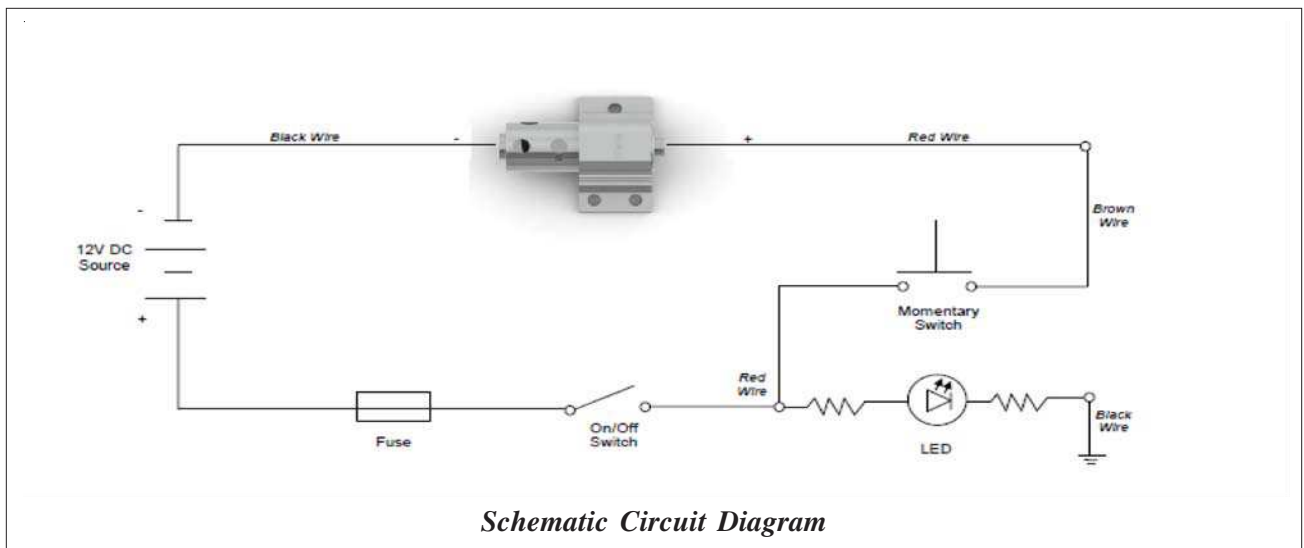 Black Wire
-
+
Red Wire
Brown
Wire
-
12V DC
Source
+
Momentary
Switch
Red
Wire
Fuse
On/Off
Switch
LED
Black
Wire
Schematic Circuit Diagram